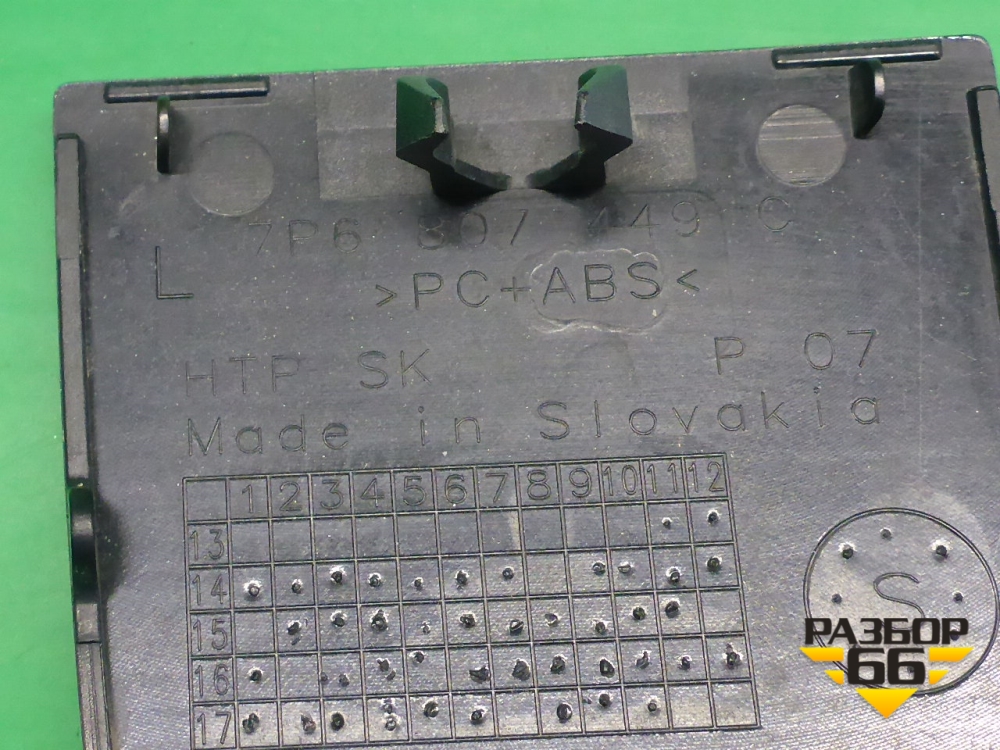 7P6 807 449 C
L >PC+ABS<
HTP SK P 07
Made in Slovakia
1 2 3 4 5 6 7 8 9 10 11 12
13
14
15
16
17
S
РАЗБОР
66